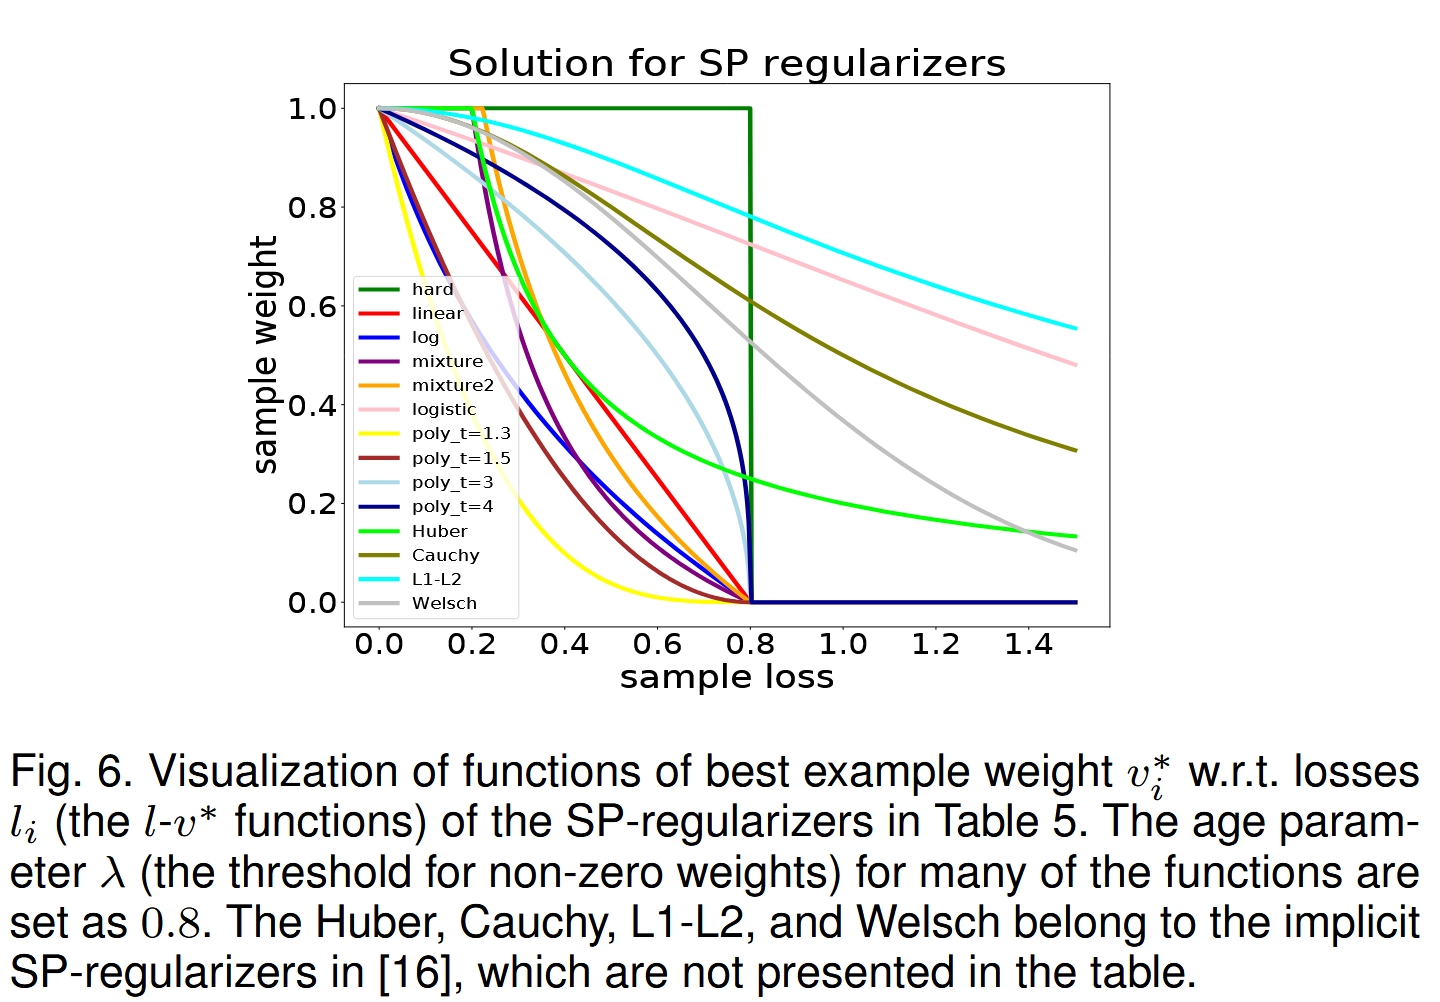 Solution for SP regularizers
1.0
0.8
0.6
0.4
0.2
0.0
sample weight
hard
linear
log
mixture
mixture2
logistic
poly_t=1.3
poly_t=1.5
poly_t=3
poly_t=4
Huber
Cauchy
L1-L2
Welsch
0.0 0.2 0.4 0.6 0.8 1.0 1.2 1.4
sample loss
Fig. 6. Visualization of functions of best example weight $v_i^*$ w.r.t. losses
$l_i$ (the $l$-$v^*$ functions) of the SP-regularizers in Table 5. The age param-
eter λ (the threshold for non-zero weights) for many of the functions are
set as 0.8. The Huber, Cauchy, L1-L2, and Welsch belong to the implicit
SP-regularizers in [16], which are not presented in the table.